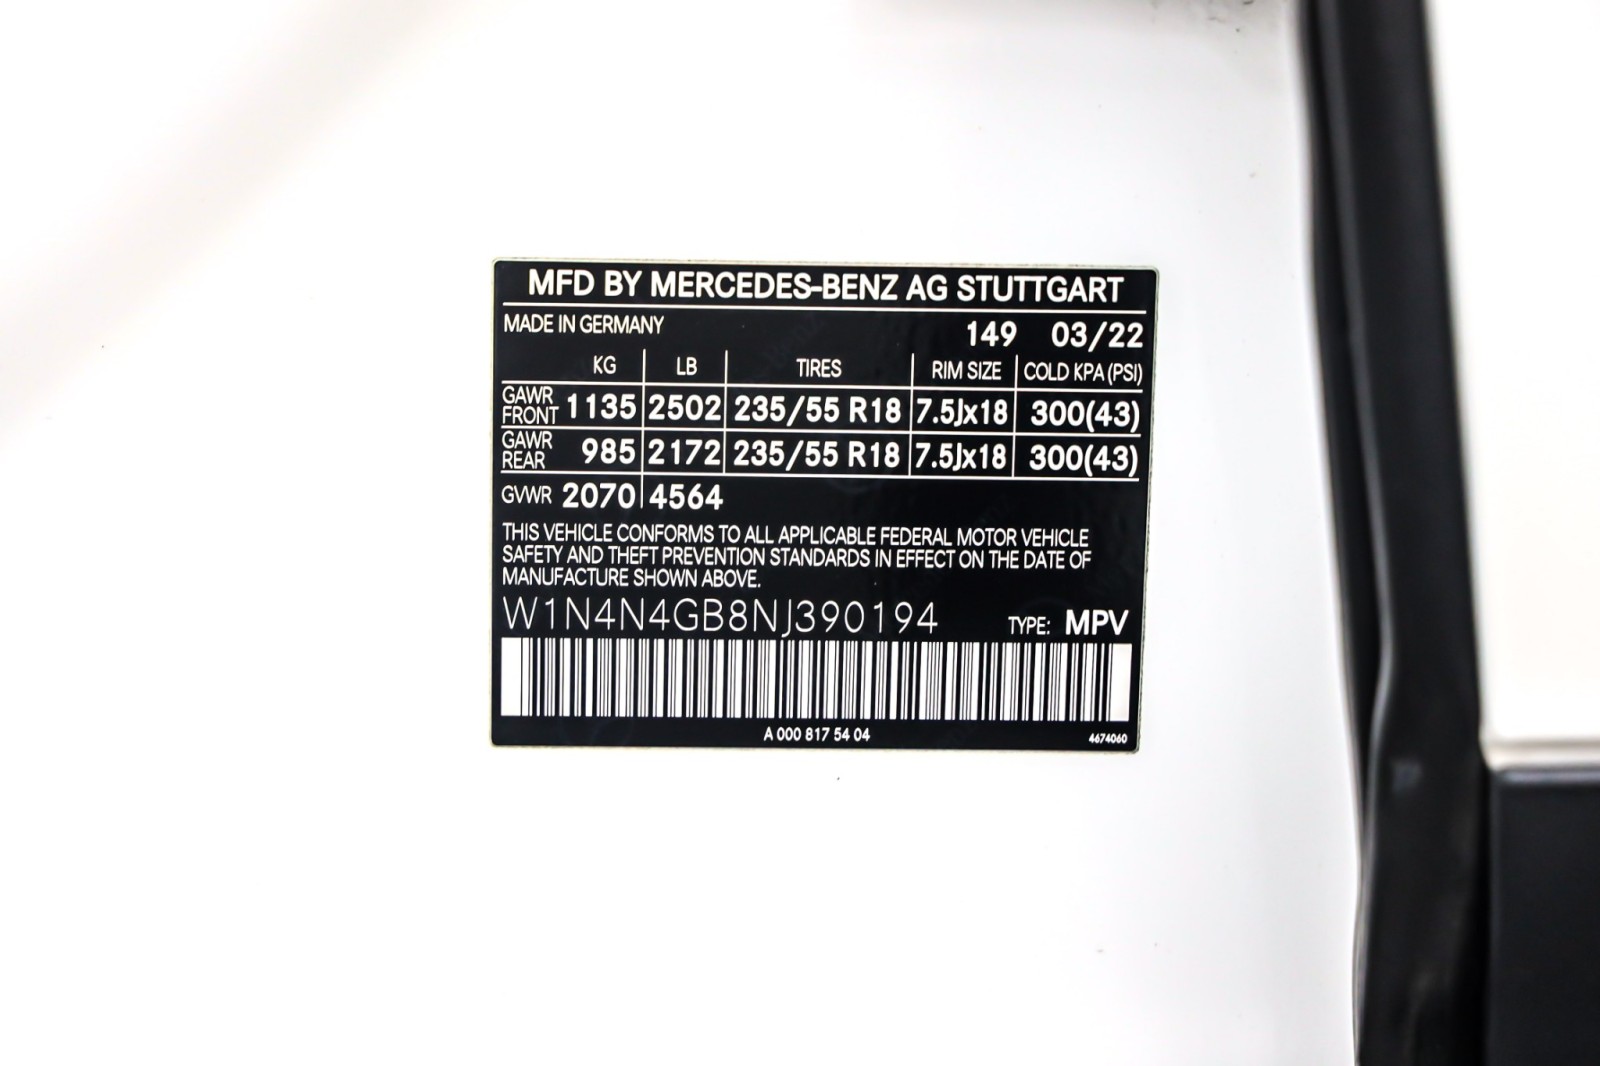 MFD BY MERCEDES-BENZ AG STUTTGART
MADE IN GERMANY 149 03/22
KG LB TIRES RIM SIZE COLD KPA (PSI)
GAWR FRONT 1135 2502 235/55 R18 7.5Jx18 300(43)
GAWR REAR 985 2172 235/55 R18 7.5Jx18 300(43)
GVWR 2070 4564
THIS VEHICLE CONFORMS TO ALL APPLICABLE FEDERAL MOTOR VEHICLE
SAFETY AND THEFT PREVENTION STANDARDS IN EFFECT ON THE DATE OF
MANUFACTURE SHOWN ABOVE.
W1N4N4GB8NJ390194 TYPE: MPV
A 000 817 54 04 4674060